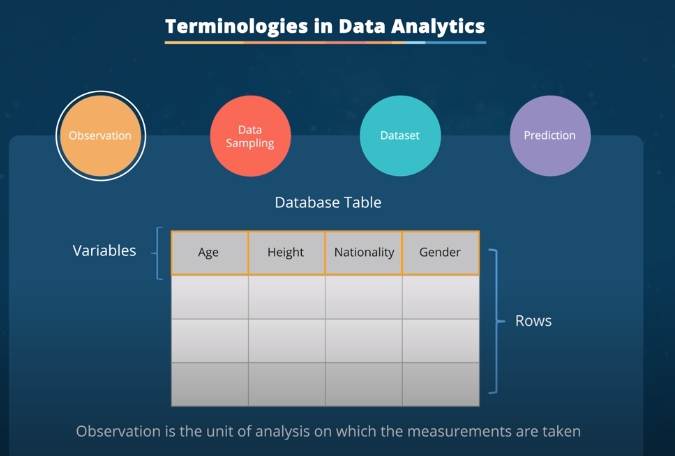 Terminologies in Data Analytics
Observation
Data
Sampling
Dataset
Prediction
Database Table
Variables
Age
Height
Nationality
Gender
Rows
Observation is the unit of analysis on which the measurements are taken